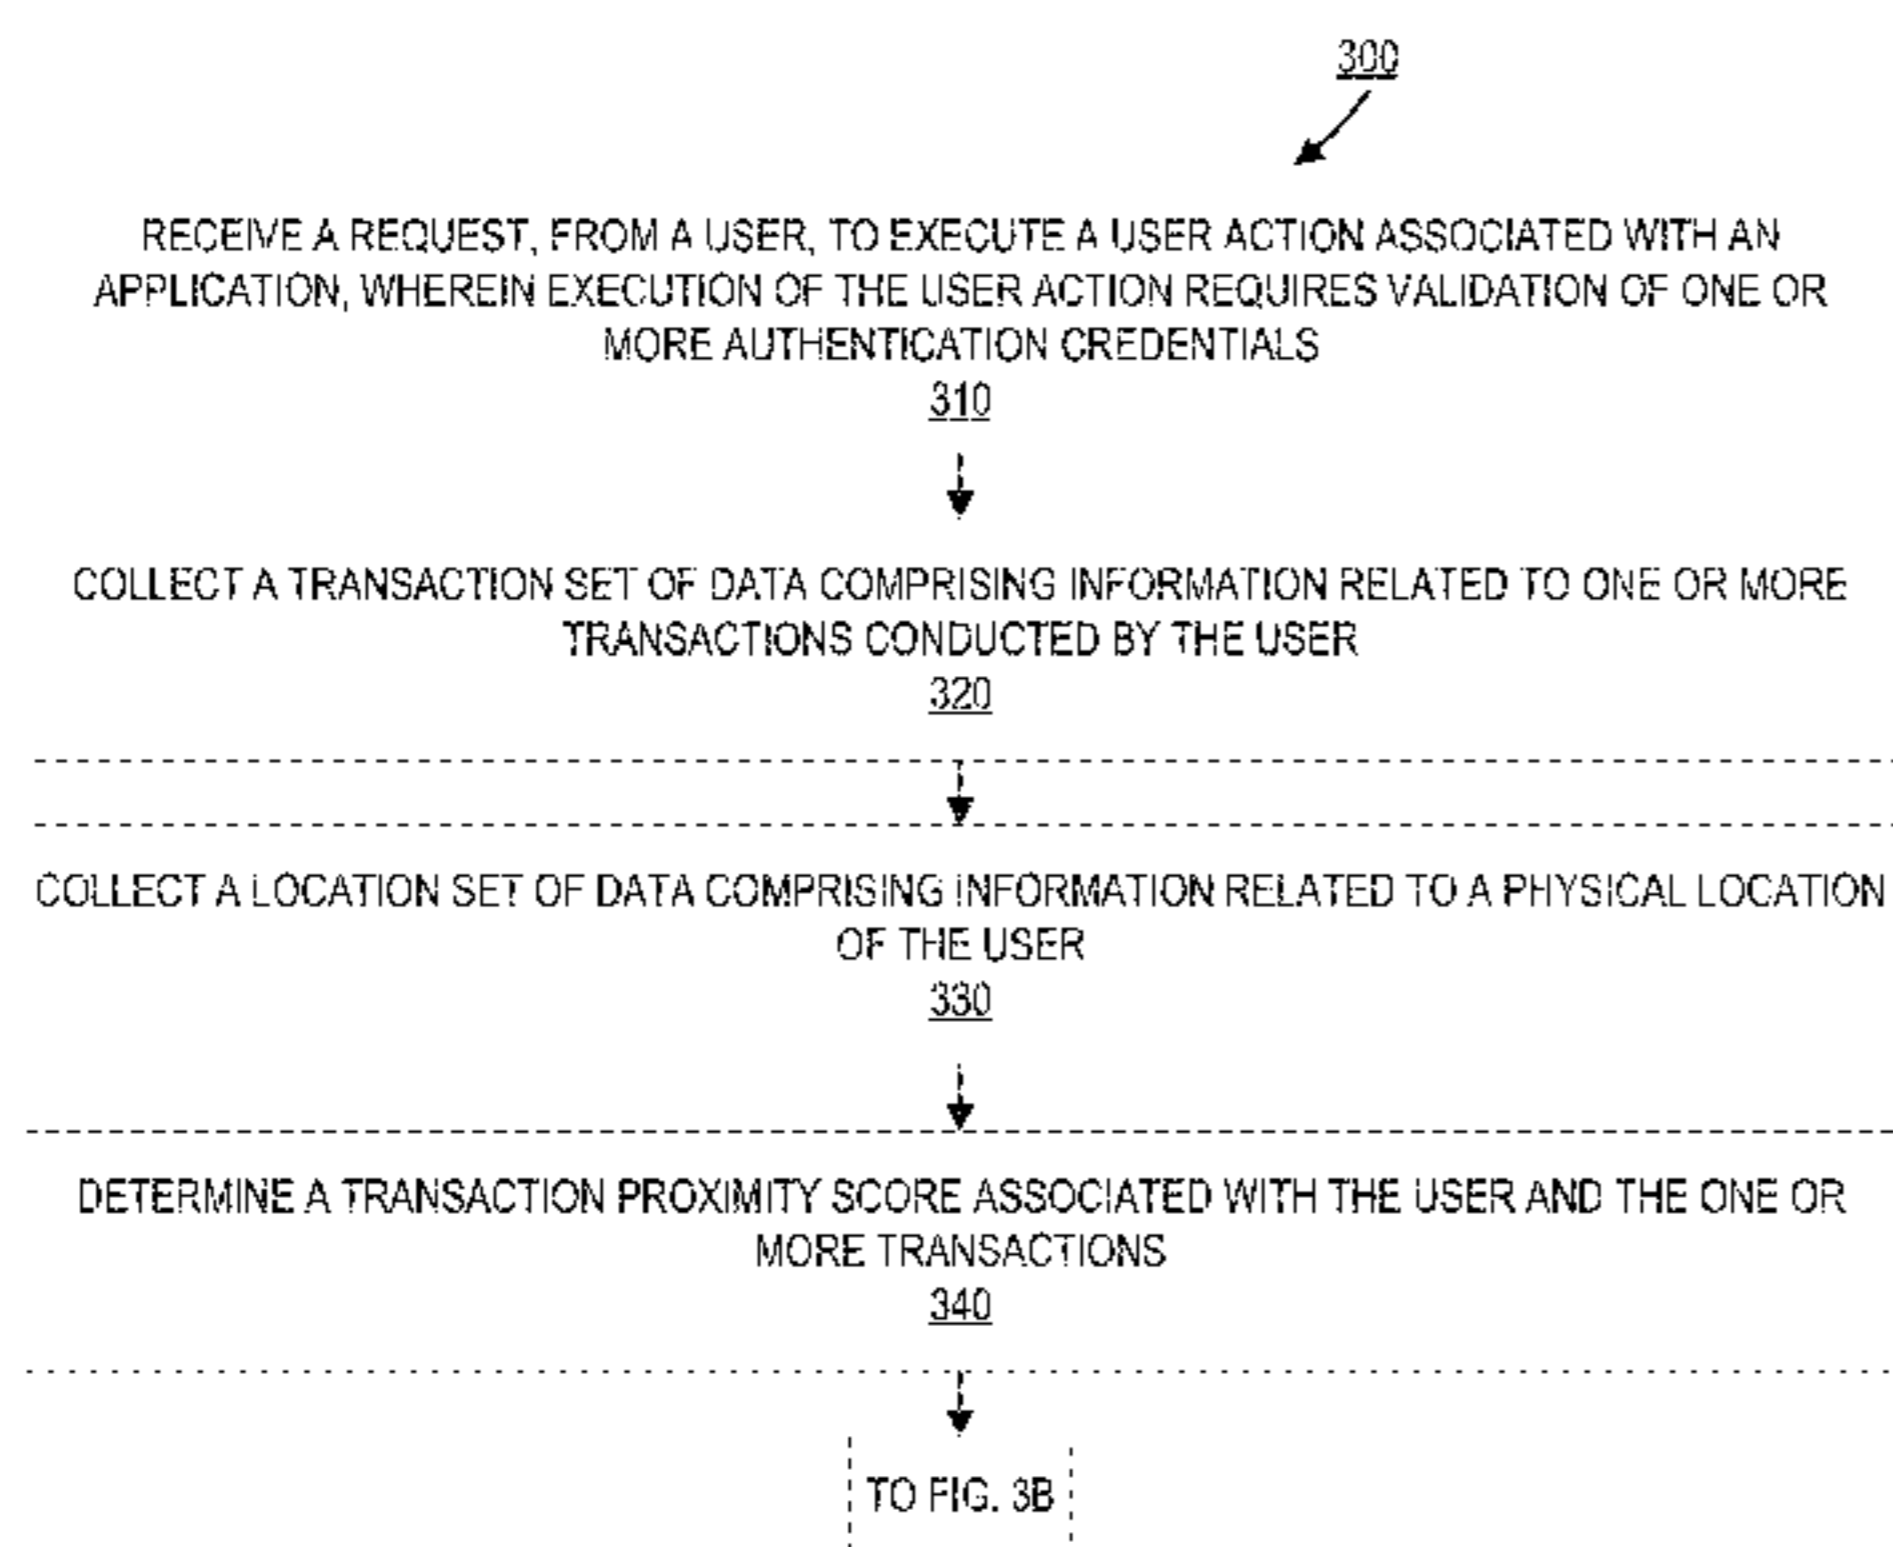 300
RECEIVE A REQUEST, FROM A USER, TO EXECUTE A USER ACTION ASSOCIATED WITH AN
APPLICATION, WHEREIN EXECUTION OF THE USER ACTION REQUIRES VALIDATION OF ONE OR
MORE AUTHENTICATION CREDENTIALS
310
COLLECT A TRANSACTION SET OF DATA COMPRISING INFORMATION RELATED TO ONE OR MORE
TRANSACTIONS CONDUCTED BY THE USER
320
COLLECT A LOCATION SET OF DATA COMPRISING INFORMATION RELATED TO A PHYSICAL LOCATION
OF THE USER
330
DETERMINE A TRANSACTION PROXIMITY SCORE ASSOCIATED WITH THE USER AND THE ONE OR
MORE TRANSACTIONS
340
TO FIG. 3B